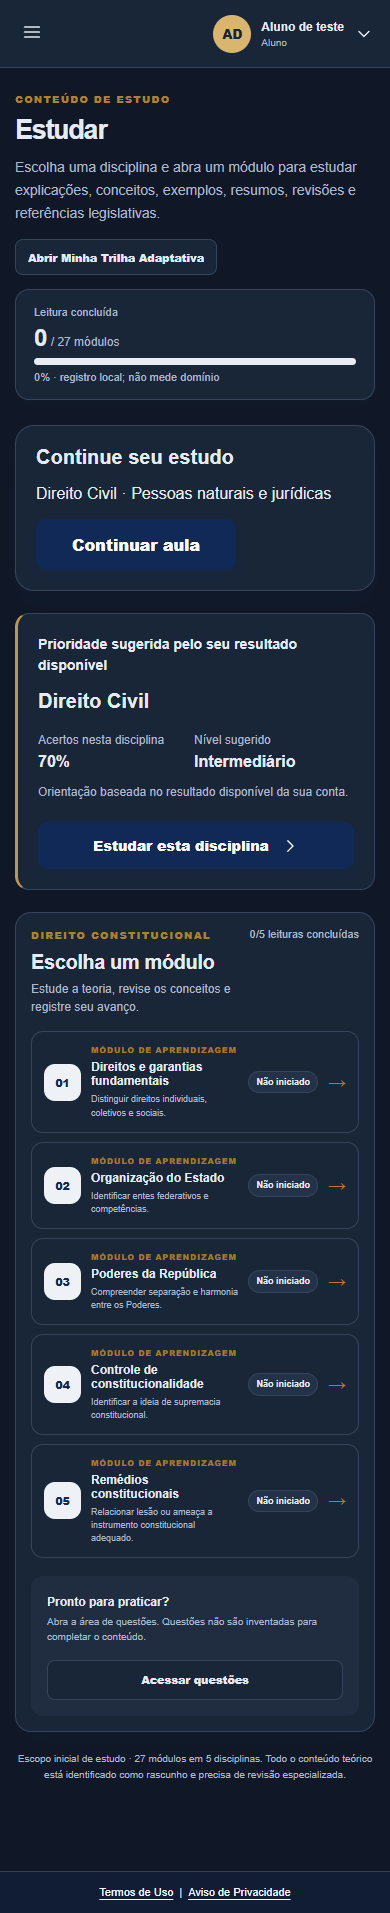 AD
Aluno de teste
Aluno
CONTEÚDO DE ESTUDO
Estudar
Escolha uma disciplina e abra um módulo para estudar
explicações, conceitos, exemplos, resumos, revisões e
referências legislativas.
Abrir Minha Trilha Adaptativa
Leitura concluída
0 / 27 módulos
0% · registro local; não mede domínio
Continue seu estudo
Direito Civil · Pessoas naturais e jurídicas
Continuar aula
Prioridade sugerida pelo seu resultado
disponível
Direito Civil
Acertos nesta disciplina
70%
Nível sugerido
Intermediário
Orientação baseada no resultado disponível da sua conta.
Estudar esta disciplina
DIREITO CONSTITUCIONAL
0/5 leituras concluídas
Escolha um módulo
Estude a teoria, revise os conceitos e
registre seu avanço.
01
MÓDULO DE APRENDIZAGEM
Direitos e garantias
fundamentais
Distinguir direitos individuais,
coletivos e sociais.
Não iniciado →
02
MÓDULO DE APRENDIZAGEM
Organização do Estado
Identificar entes federativos e
competências.
Não iniciado →
03
MÓDULO DE APRENDIZAGEM
Poderes da República
Compreender separação e harmonia
entre os Poderes.
Não iniciado →
04
MÓDULO DE APRENDIZAGEM
Controle de
constitucionalidade
Identificar a ideia de supremacia
constitucional.
Não iniciado →
05
MÓDULO DE APRENDIZAGEM
Remédios
constitucionais
Relacionar lesão ou ameaça a
instrumento constitucional
adequado.
Não iniciado →
Pronto para praticar?
Abra a área de questões. Questões não são inventadas para
completar o conteúdo.
Acessar questões
Escopo inicial de estudo · 27 módulos em 5 disciplinas. Todo o conteúdo teórico
está identificado como rascunho e precisa de revisão especializada.
Termos de Uso | Aviso de Privacidade